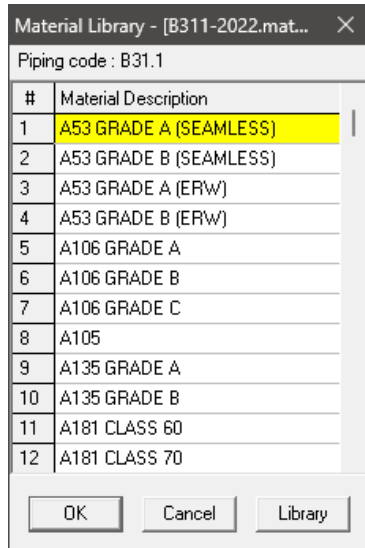 Material Library - [B311-2022.mat...
Piping code : B31.1
# Material Description
1 A53 GRADE A (SEAMLESS)
2 A53 GRADE B (SEAMLESS)
3 A53 GRADE A (ERW)
4 A53 GRADE B (ERW)
5 A106 GRADE A
6 A106 GRADE B
7 A106 GRADE C
8 A105
9 A135 GRADE A
10 A135 GRADE B
11 A181 CLASS 60
12 A181 CLASS 70
OK Cancel Library